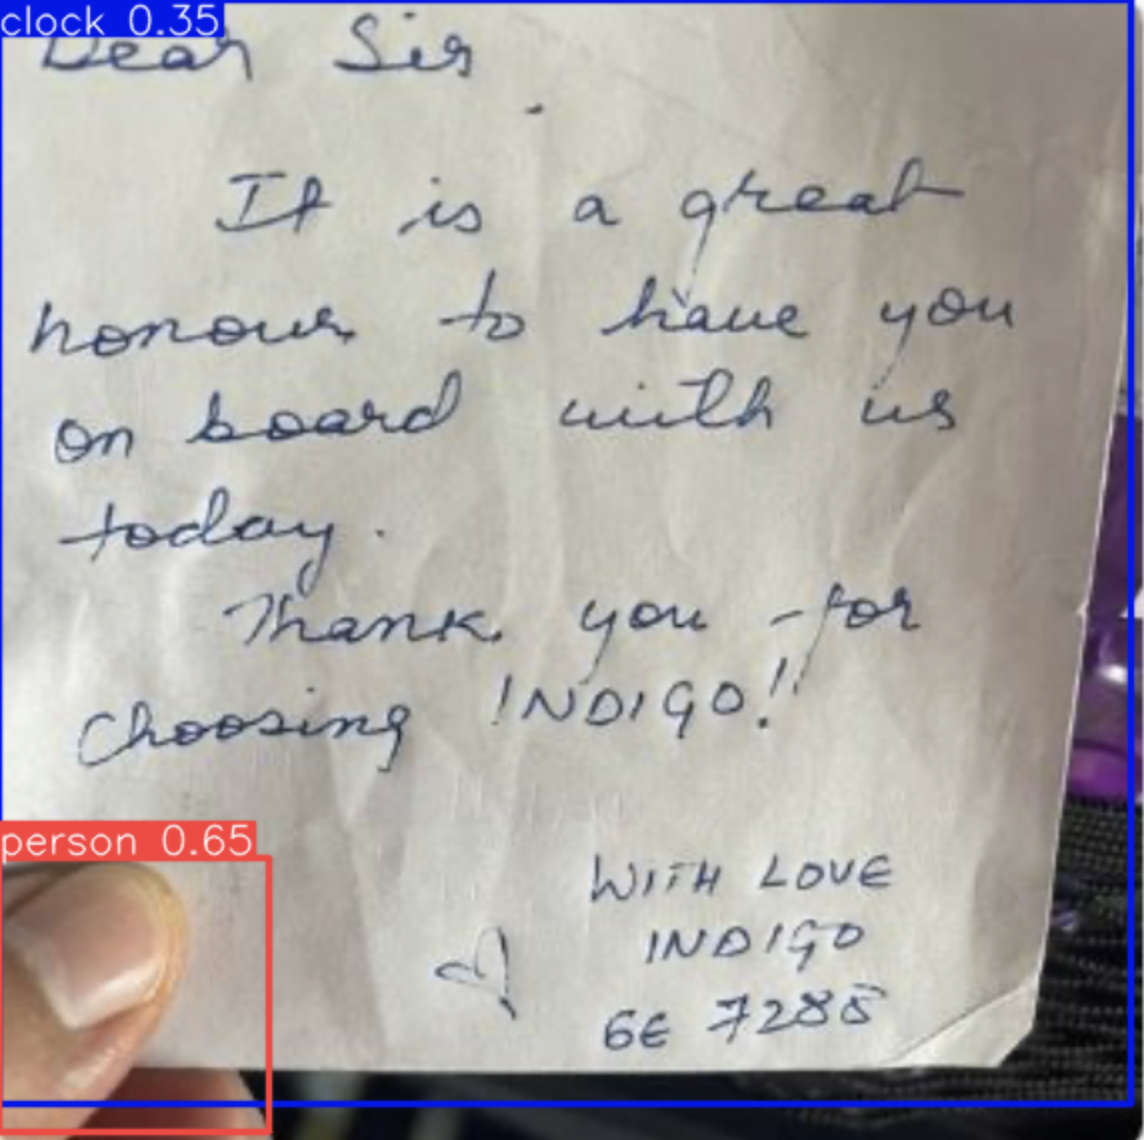 clock 0.35
Dear Sir
It is a great
honour to have you
on board with us
today.
Thank you for
choosing INDIGO!!
person 0.65
WITH LOVE
INDIGO
6E 7288